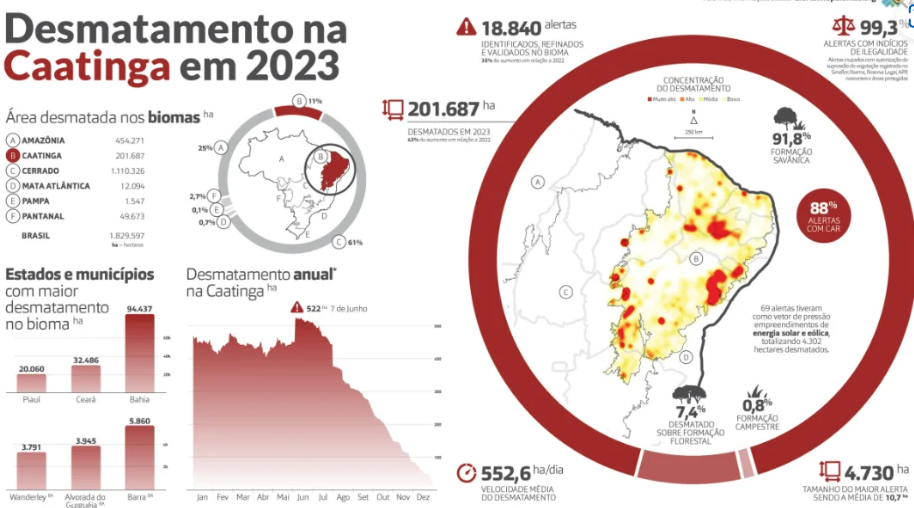 Desmatamento na
Caatinga em 2023
Área desmatada nos biomas ha
A AMAZÔNIA 454.271
B CAATINGA 201.687
C CERRADO 1.110.326
D MATA ATLÂNTICA 12.094
E PAMPA 1.547
F PANTANAL 49.673
BRASIL 1.829.597
ha = hectares
B 11%
25% A
2,7% F
0,1% E
0,7% D
C 61%
A
B
F
D
E
201.687 ha
DESMATADOS EM 2023
43% de aumento em relação a 2022
18.840 alertas
IDENTIFICADOS, REFINADOS
E VALIDADOS NO BIOMA
99,3%
ALERTAS COM INDÍCIOS
DE ILEGALIDADE
CONCENTRAÇÃO
DO DESMATAMENTO
Muito alto Alto Média Baixo
N
250 km
A
B
C
D
91,8%
FORMAÇÃO
SAVÂNICA
88%
ALERTAS
COM CAR
69 alertas tiveram
como vetor de pressão
empreendimentos de
energia solar e eólica,
totalizando 4.302
hectares desmatados.
7,4%
DESMATADO
SOBRE FORMAÇÃO
FLORESTAL
0,8%
FORMAÇÃO
CAMPESTRE
552,6 ha/dia
VELOCIDADE MÉDIA
DO DESMATAMENTO
4.730 ha
TAMANHO DO MAIOR ALERTA
SENDO A MÉDIA DE 10,7 ha
Estados e municípios
com maior
desmatamento
no bioma ha
94.437
32.486
20.060
Piauí Ceará Bahia
5.860
3.945
3.791
Wanderley BA Alvorada do Gurguéia Barra BA
Desmatamento anual*
na Caatinga ha
522 ha 7 de Junho
500
400
300
200
100
Jan Fev Mar Abr Mai Jun Jul Ago Set Out Nov Dez